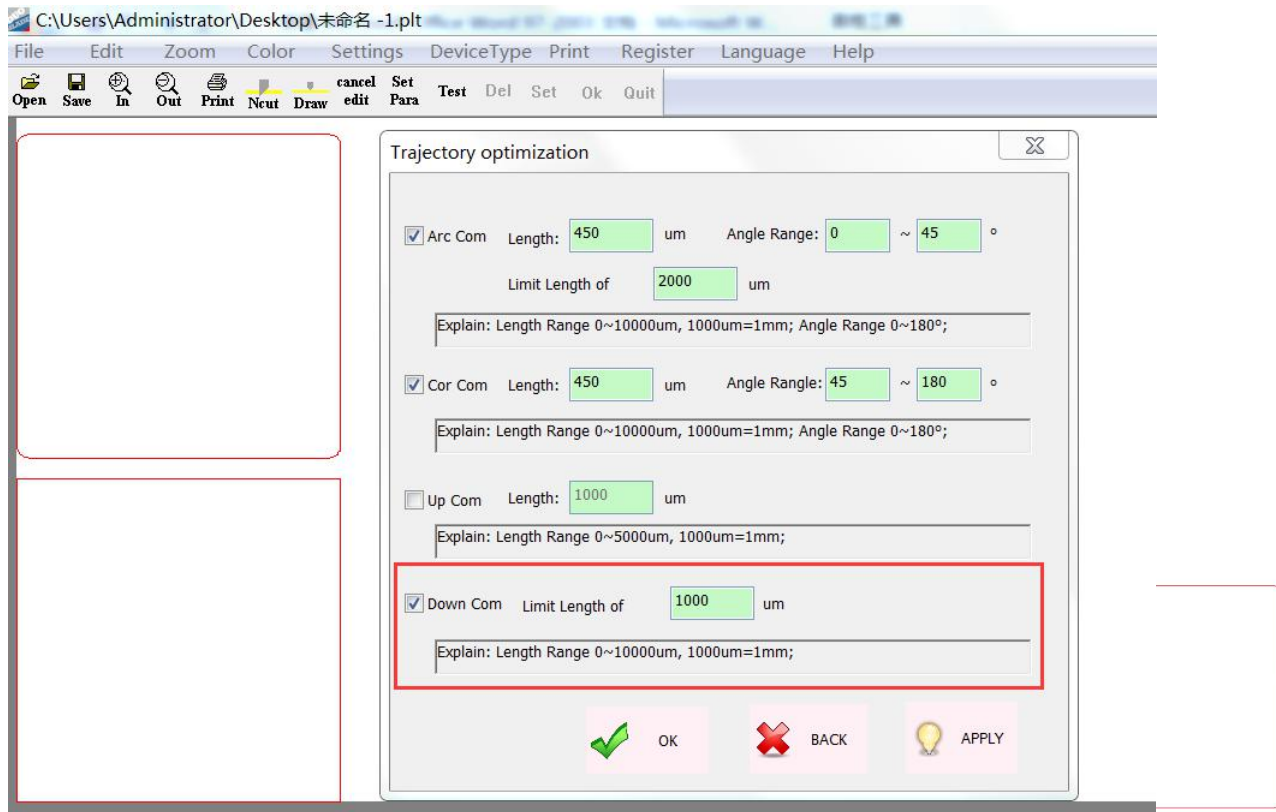 C:\Users\Administrator\Desktop\未命名 -1.plt
File Edit Zoom Color Settings DeviceType Print Register Language Help
Open Save In Out Print Ncut Draw cancel edit Set Para Test Del Set Ok Quit
Trajectory optimization
Arc Com Length: 450 um Angle Range: 0 ~ 45 °
Limit Length of 2000 um
Explain: Length Range 0~10000um, 1000um=1mm; Angle Range 0~180°;
Cor Com Length: 450 um Angle Rangle: 45 ~ 180 °
Explain: Length Range 0~10000um, 1000um=1mm; Angle Range 0~180°;
Up Com Length: 1000 um
Explain: Length Range 0~5000um, 1000um=1mm;
Down Com Limit Length of 1000 um
Explain: Length Range 0~10000um, 1000um=1mm;
OK BACK APPLY